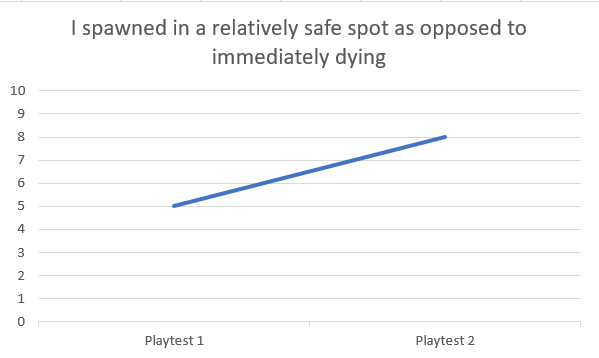 I spawned in a relatively safe spot as opposed to
immediately dying
10
9
8
7
6
5
4
3
2
1
0
Playtest 1
Playtest 2